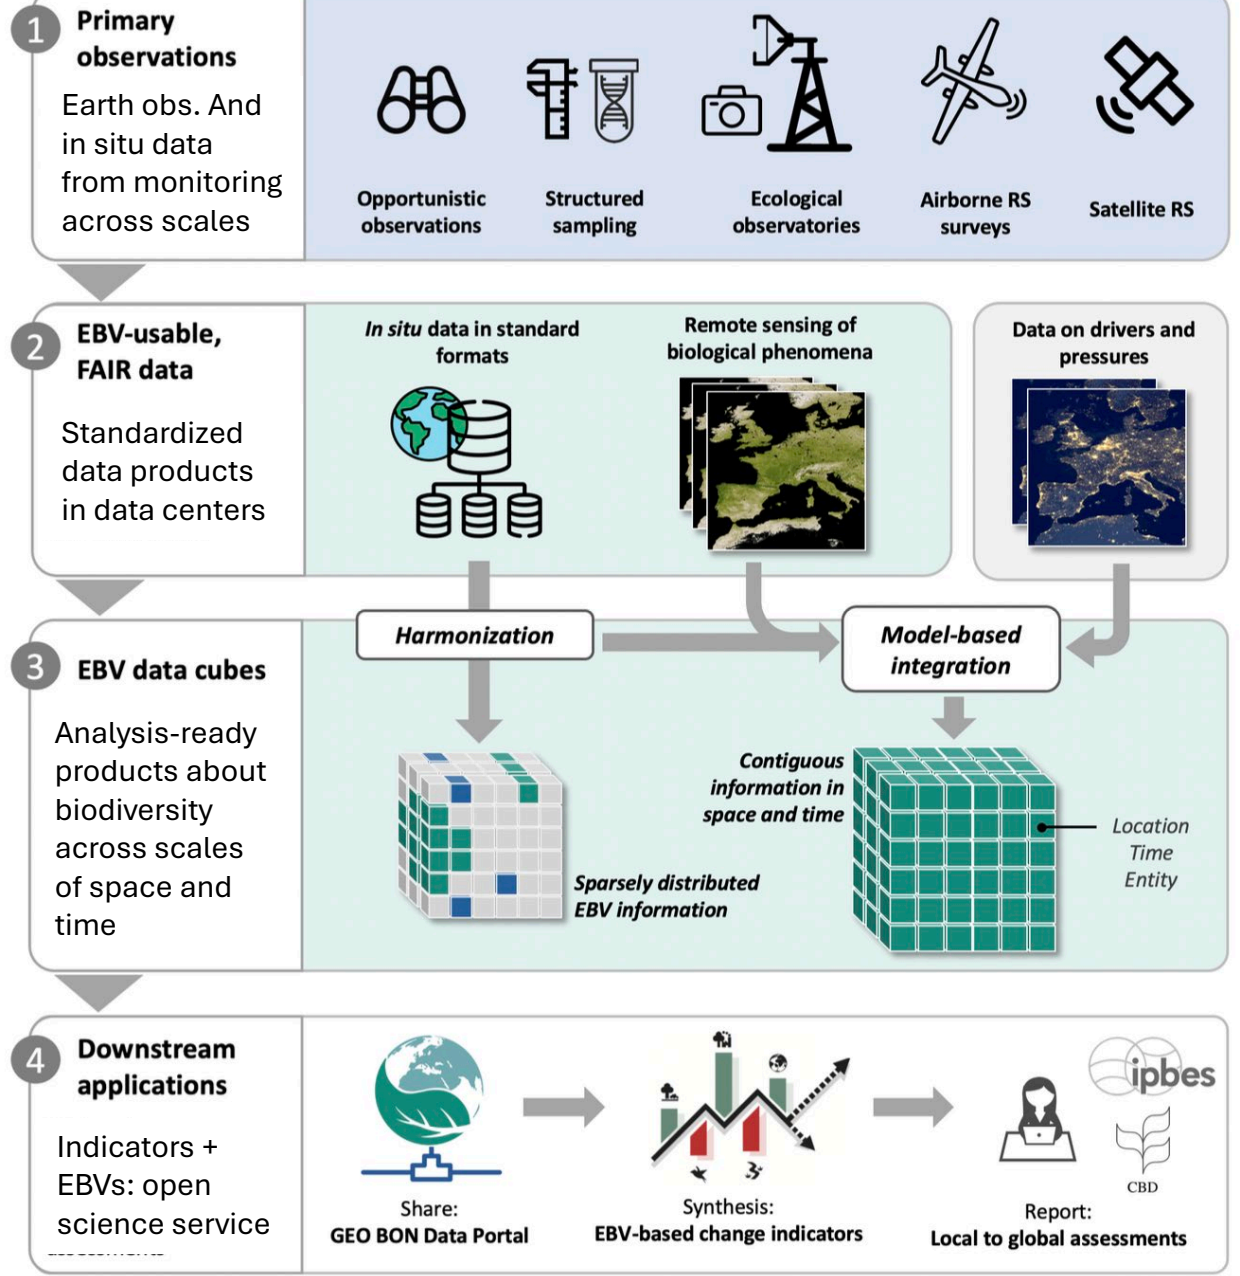 1
Primary
observations
Earth obs. And
in situ data
from monitoring
across scales
Opportunistic
observations
Structured
sampling
Ecological
observatories
Airborne RS
surveys
Satellite RS
2
EBV-usable,
FAIR data
Standardized
data products
in data centers
In situ data in standard
formats
Remote sensing of
biological phenomena
Data on drivers and
pressures
3
EBV data cubes
Analysis-ready
products about
biodiversity
across scales
of space and
time
Harmonization
Model-based
integration
Sparsely distributed
EBV information
Contiguous
information in
space and time
Location
Time
Entity
4
Downstream
applications
Indicators +
EBVs: open
science service
Share:
GEO BON Data Portal
Synthesis:
EBV-based change indicators
ipbes
CBD
Report:
Local to global assessments